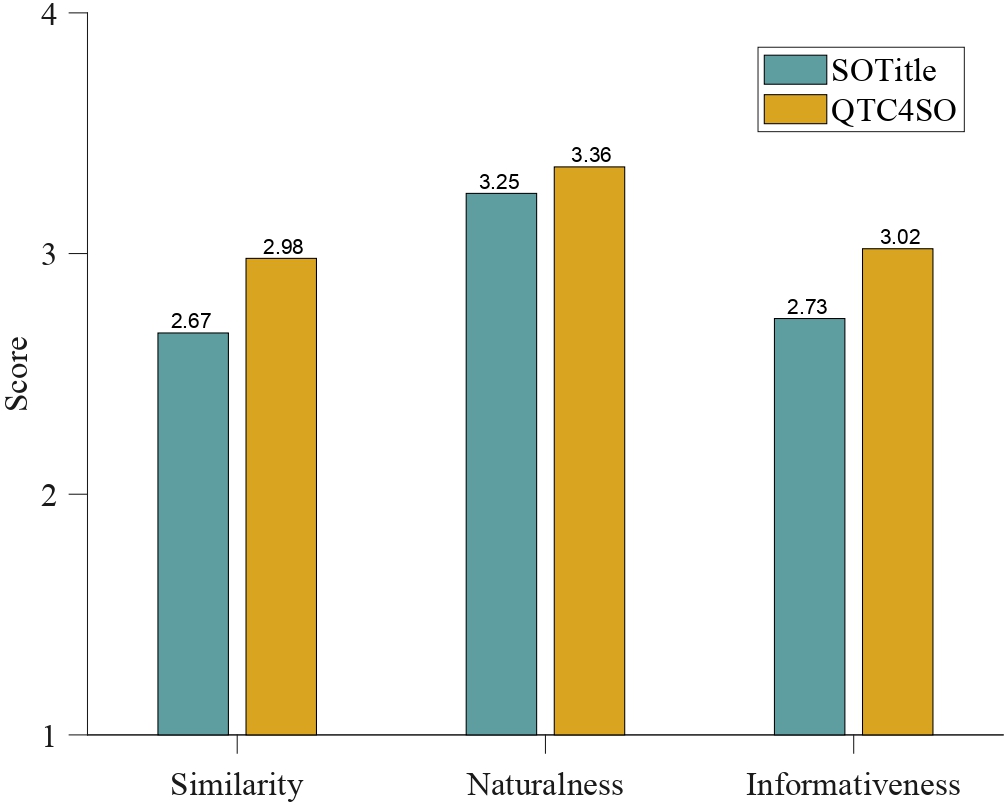 4
SOTitle
QTC4SO
3.25
3.36
3
2.67
2.98
2.73
3.02
Score
2
1
Similarity
Naturalness
Informativeness